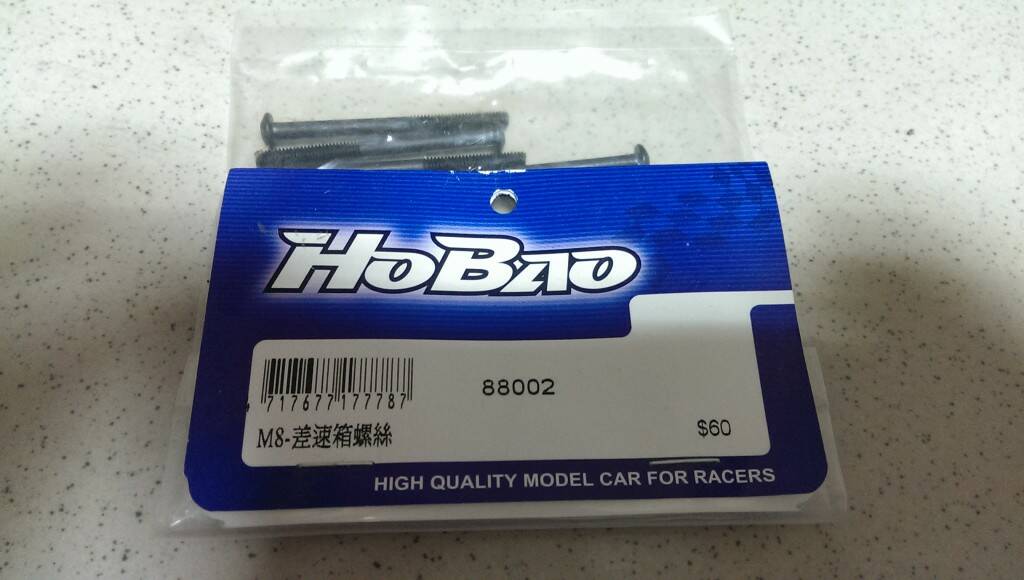 HOBAO
88002
717677177787
M8-差速箱螺絲
$60
HIGH QUALITY MODEL CAR FOR RACERS